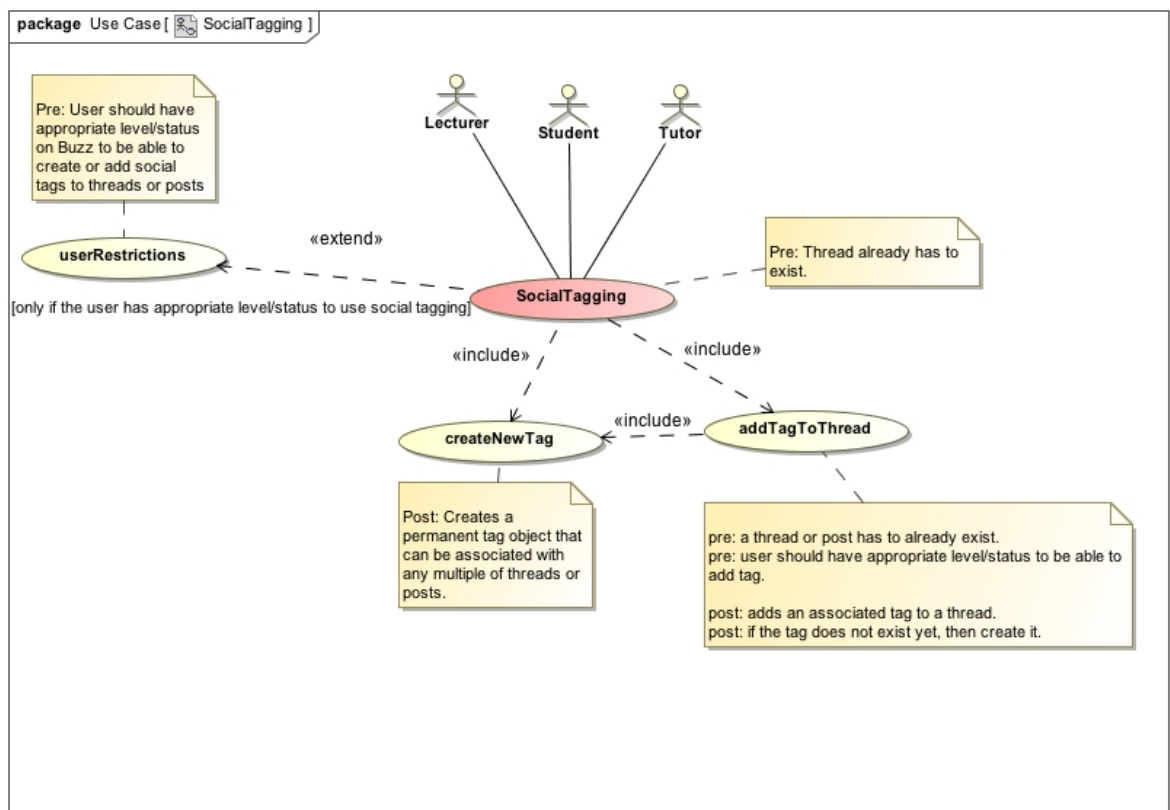 package Use Case [ SocialTagging ]
Pre: User should have
appropriate level/status
on Buzz to be able to
create or add social
tags to threads or posts
Lecturer
Student
Tutor
«extend»
userRestrictions
Pre: Thread already has to
exist.
SocialTagging
[only if the user has appropriate level/status to use social tagging]
«include»
«include»
«include»
createNewTag
addTagToThread
Post: Creates a
permanent tag object that
can be associated with
any multiple of threads or
posts.
pre: a thread or post has to already exist.
pre: user should have appropriate level/status to be able to
add tag.
post: adds an associated tag to a thread.
post: if the tag does not exist yet, then create it.